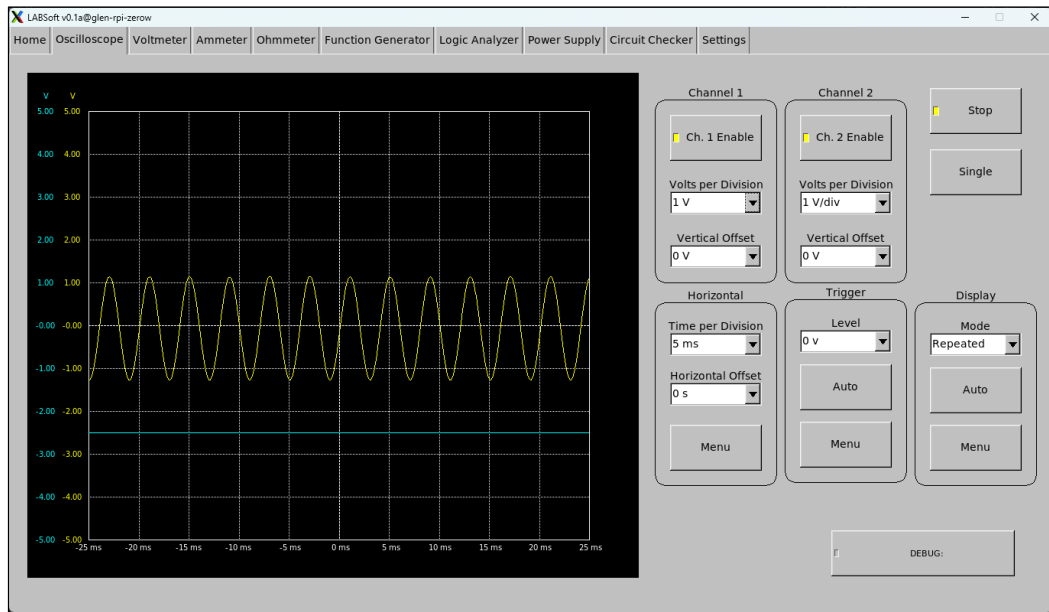 LABSoft v0.1a@glen-rpi-zerow
Home Oscilloscope Voltmeter Ammeter Ohmmeter Function Generator Logic Analyzer Power Supply Circuit Checker Settings
V V
5.00 5.00
4.00 4.00
3.00 3.00
2.00 2.00
1.00 1.00
-0.00 -0.00
-1.00 -1.00
-2.00 -2.00
-3.00 -3.00
-4.00 -4.00
-5.00 -5.00
-25 ms -20 ms -15 ms -10 ms -5 ms 0 ms 5 ms 10 ms 15 ms 20 ms 25 ms
Channel 1
Ch. 1 Enable
Volts per Division
1 V
Vertical Offset
0 V
Channel 2
Ch. 2 Enable
Volts per Division
1 V/div
Vertical Offset
0 V
Stop
Single
Horizontal
Time per Division
5 ms
Horizontal Offset
0 s
Menu
Trigger
Level
0 v
Auto
Menu
Display
Mode
Repeated
Auto
Menu
DEBUG: